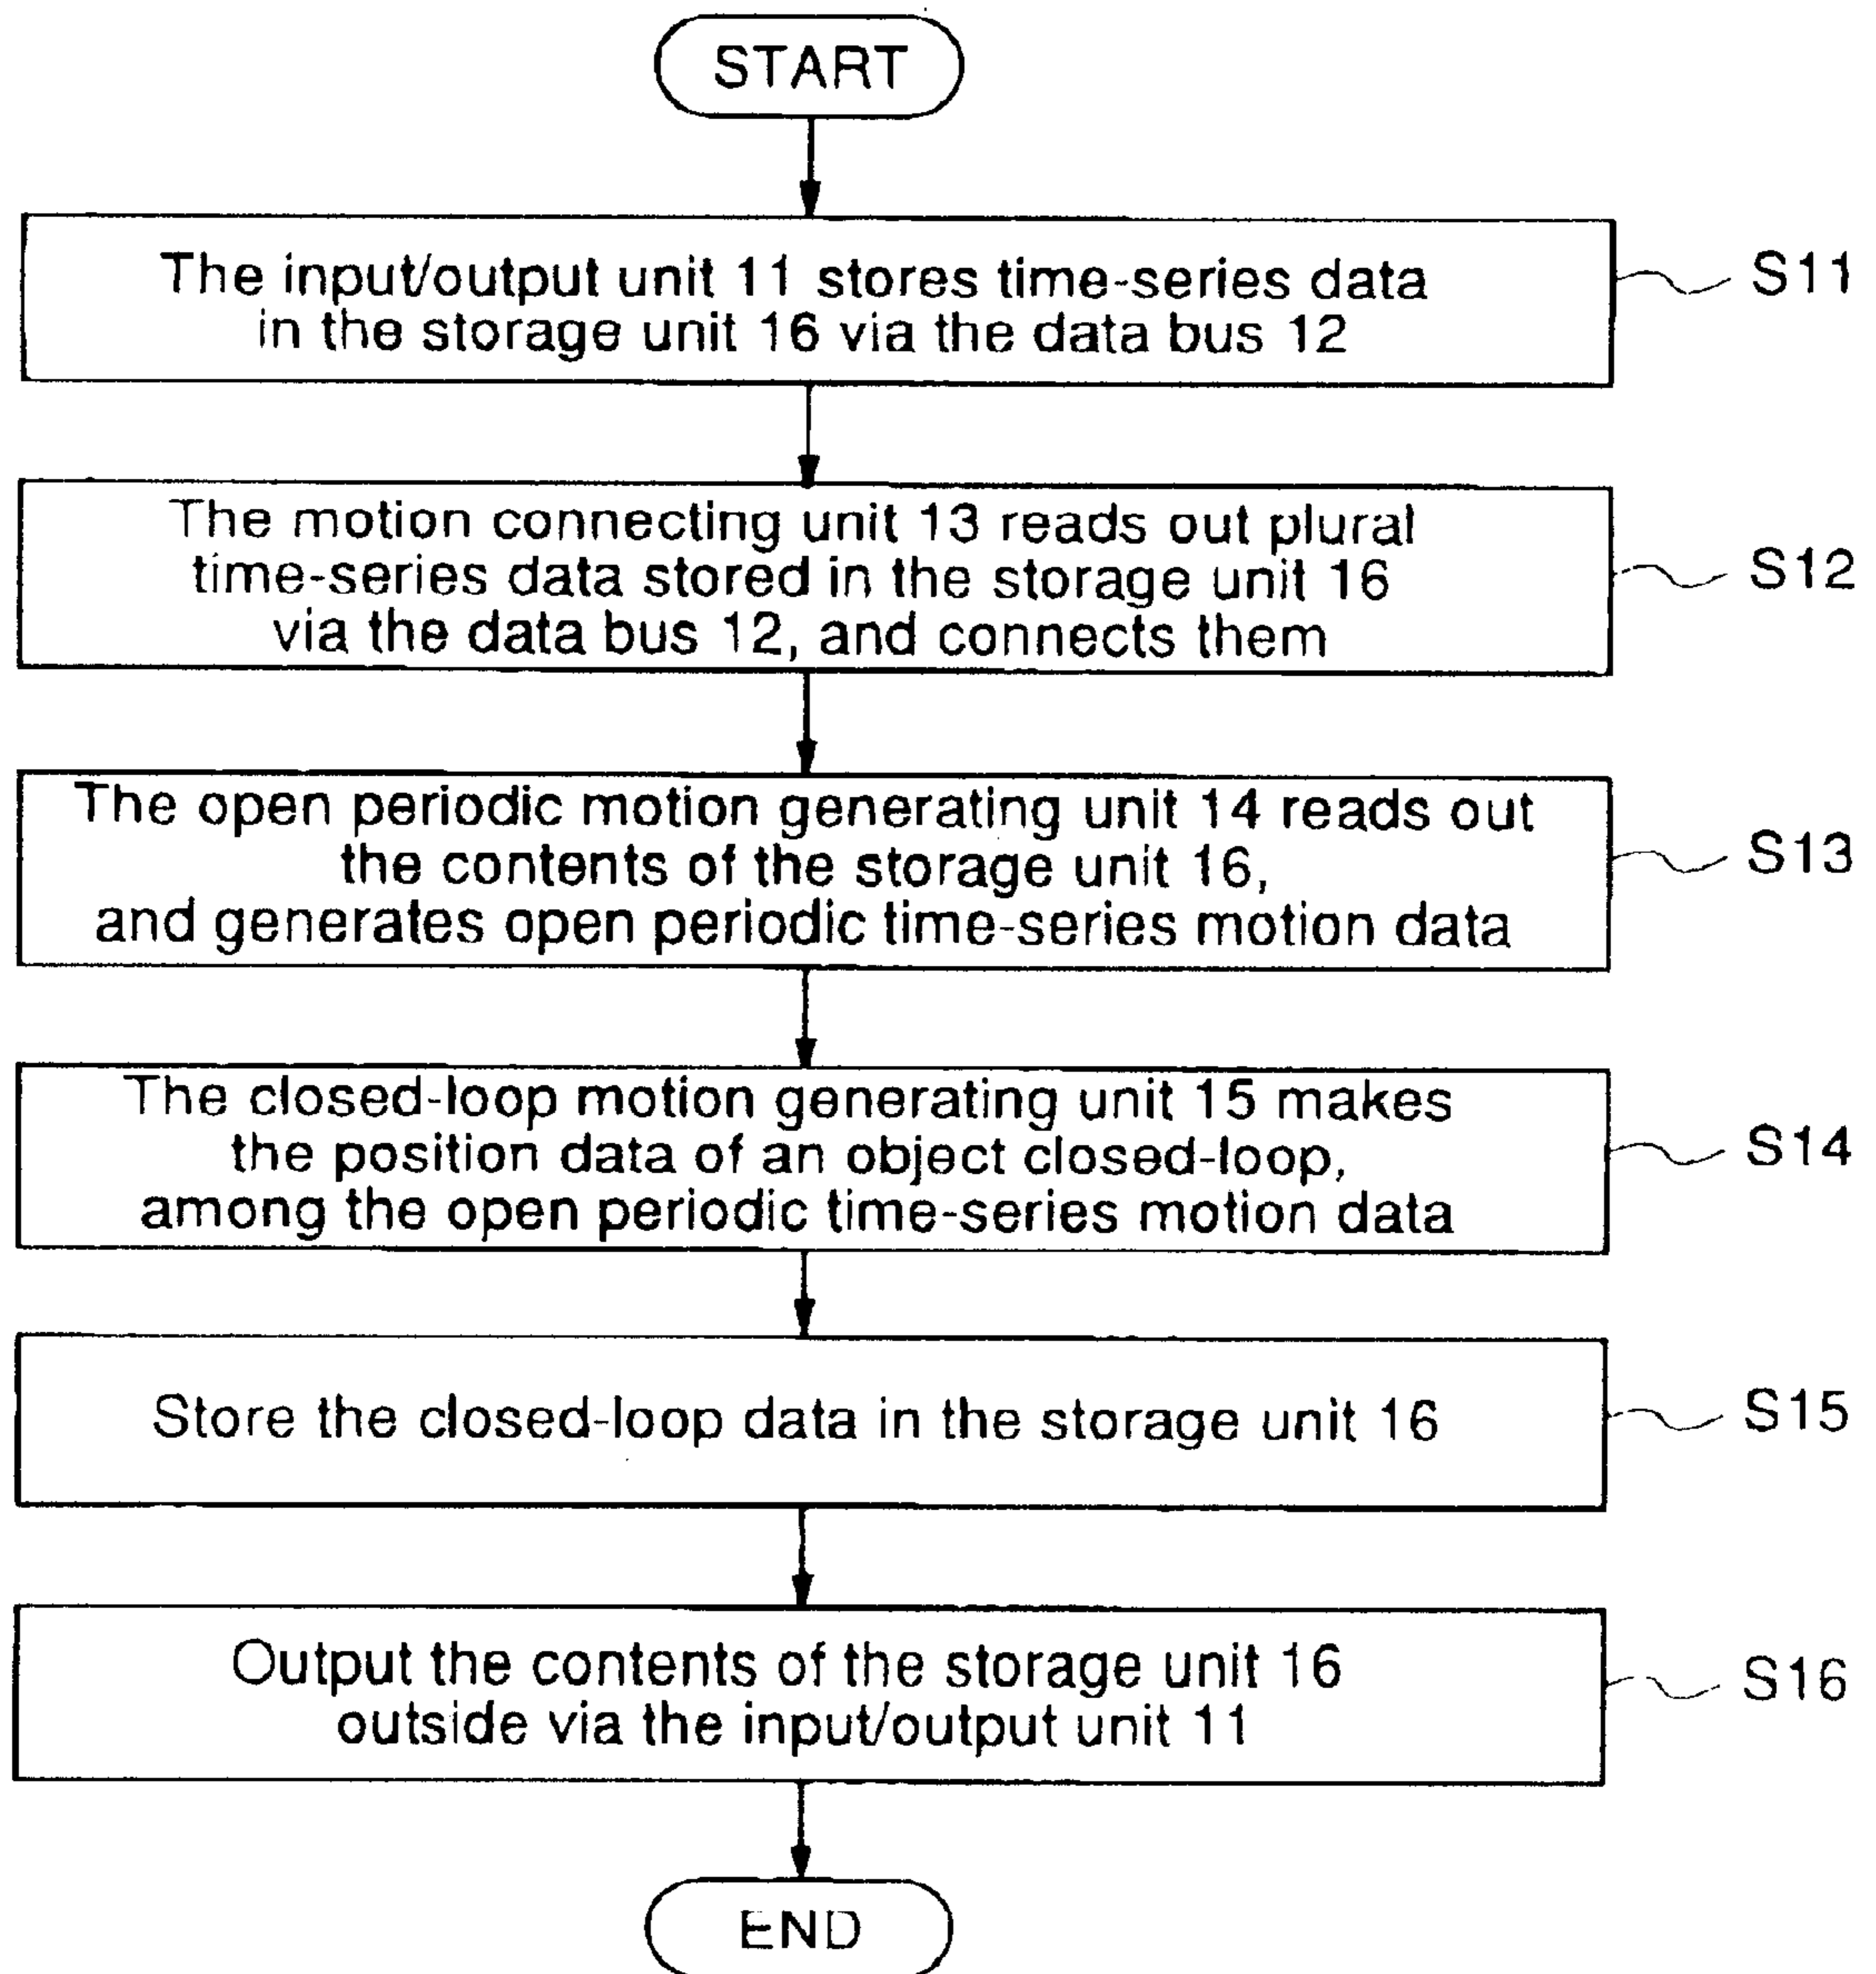 START
The input/output unit 11 stores time-series data
in the storage unit 16 via the data bus 12
S11
The motion connecting unit 13 reads out plural
time-series data stored in the storage unit 16
via the data bus 12, and connects them
S12
The open periodic motion generating unit 14 reads out
the contents of the storage unit 16,
and generates open periodic time-series motion data
S13
The closed-loop motion generating unit 15 makes
the position data of an object closed-loop,
among the open periodic time-series motion data
S14
Store the closed-loop data in the storage unit 16
S15
Output the contents of the storage unit 16
outside via the input/output unit 11
S16
END